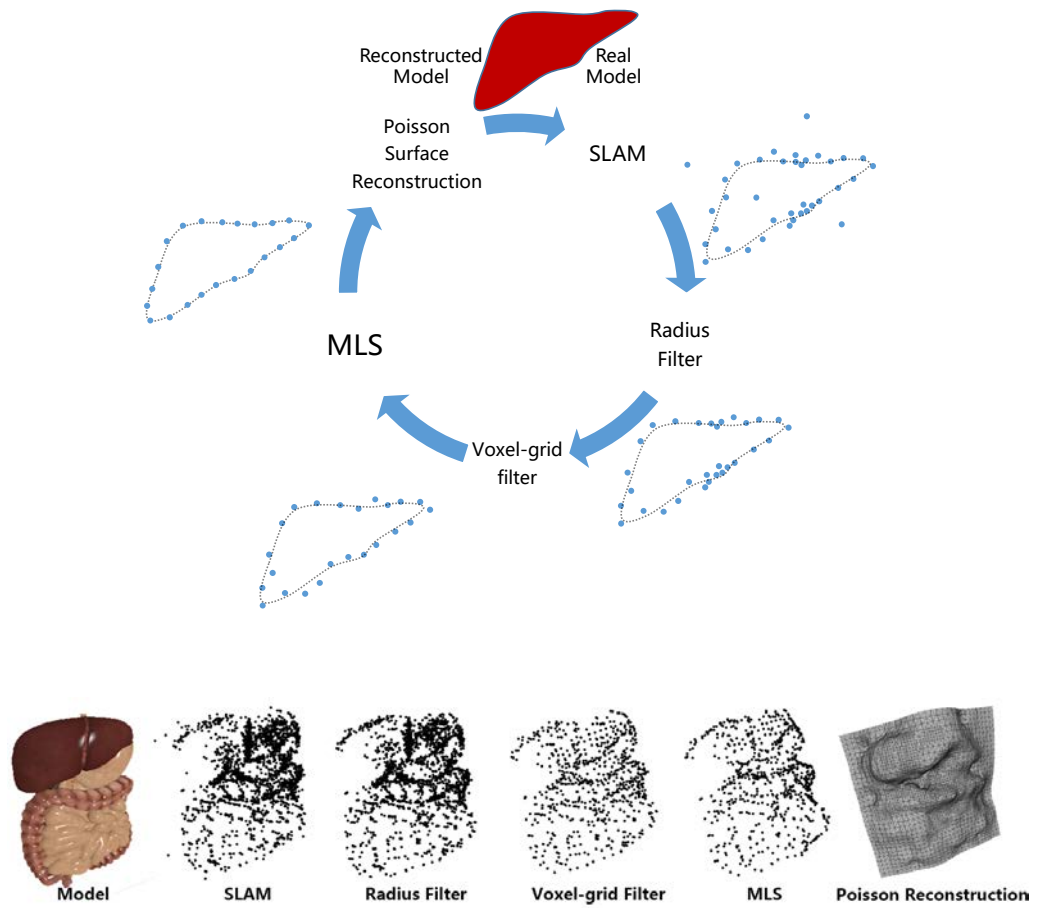 Reconstructed
Model
Real
Model
Poisson
Surface
Reconstruction
SLAM
Radius
Filter
MLS
Voxel-grid
filter
Model
SLAM
Radius Filter
Voxel-grid Filter
MLS
Poisson Reconstruction